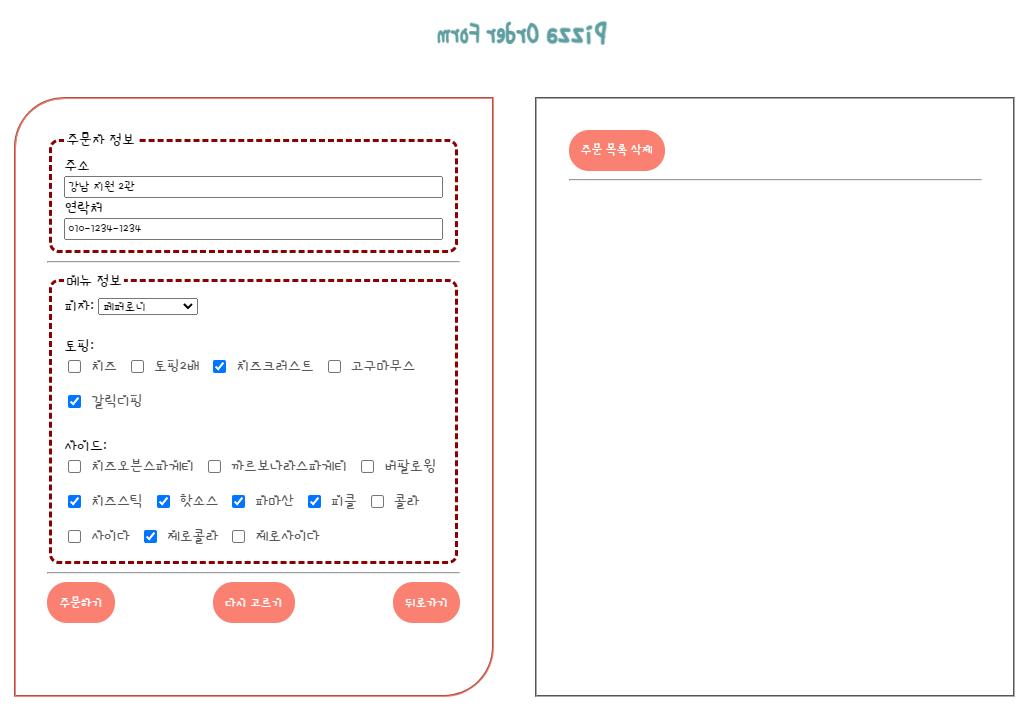 Pizza Order Form
주문자 정보
주소
강남 지원 2관
연락처
010-1234-1234
메뉴 정보
피자: 페퍼로니
토핑:
치즈 토핑2배 치즈크러스트 고구마무스
갈릭디핑
사이드:
치즈오븐스파게티 까르보나라스파게티 버팔로윙
치즈스틱 핫소스 파마산 피클 콜라
사이다 제로콜라 제로사이다
주문하기 다시 고르기 뒤로가기
주문 목록 삭제